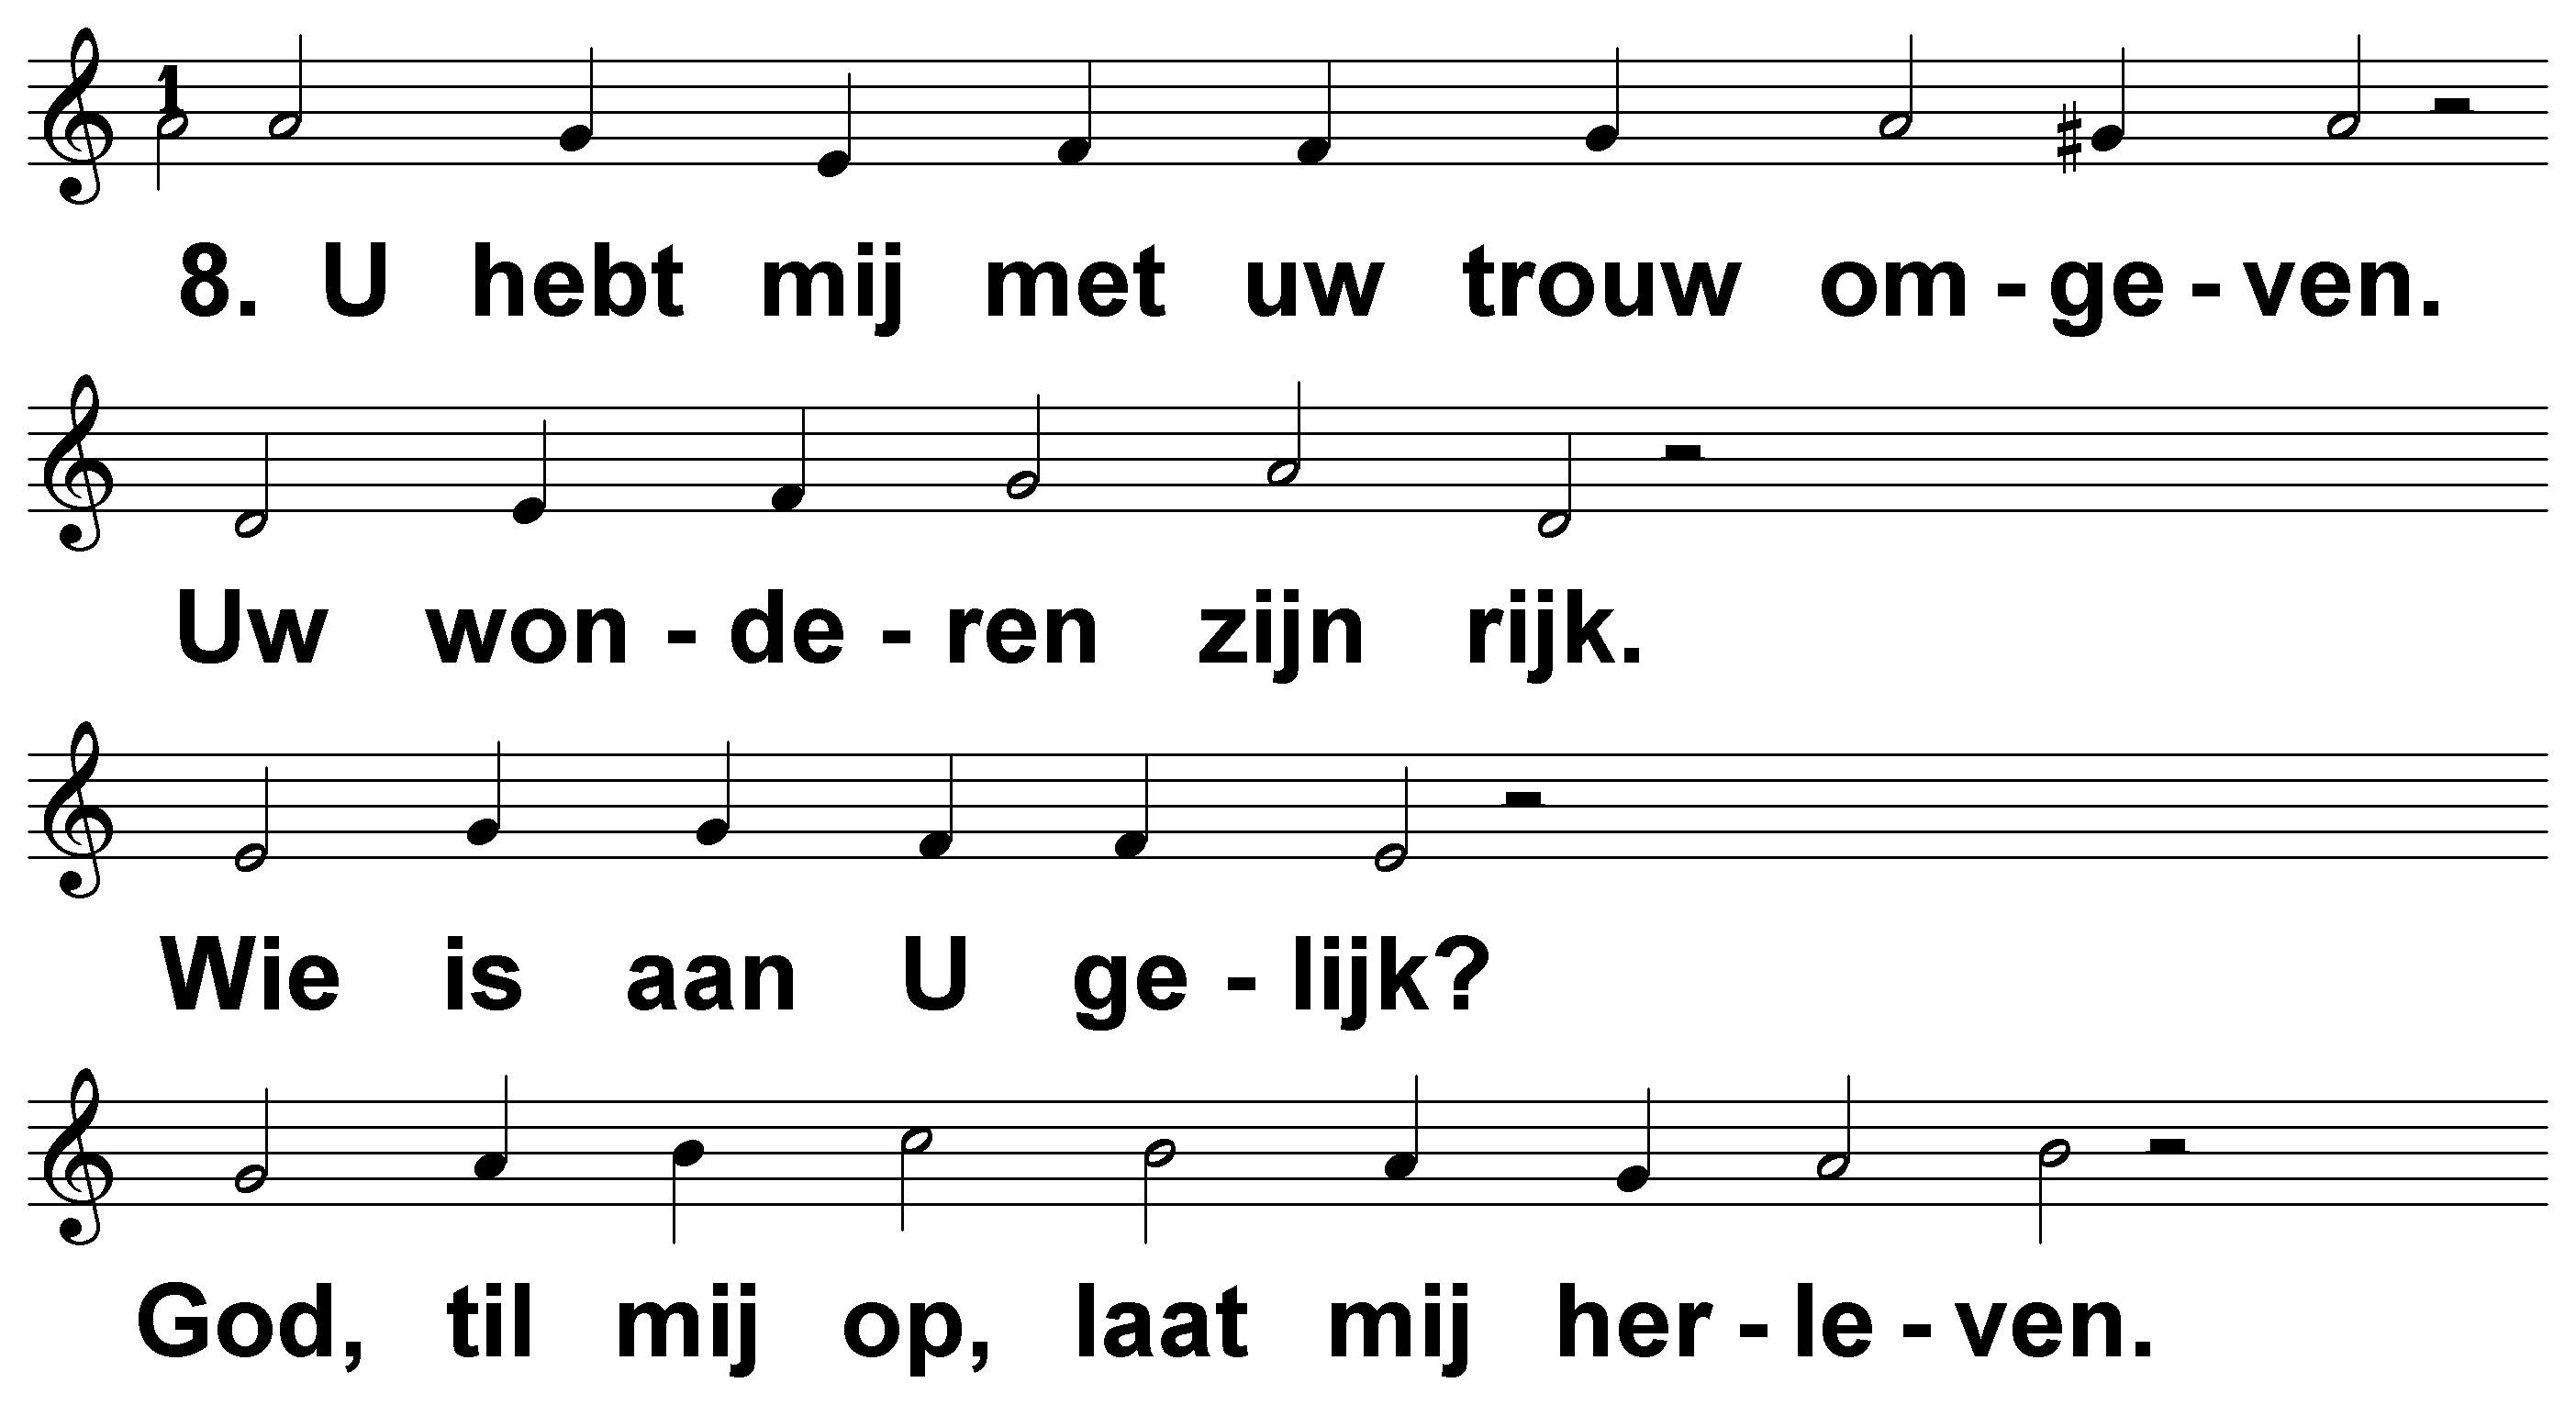 1
8. U hebt mij met uw trouw om - ge - ven.
Uw won - de - ren zijn rijk.
Wie is aan U ge - lijk?
God, til mij op, laat mij her - le - ven.